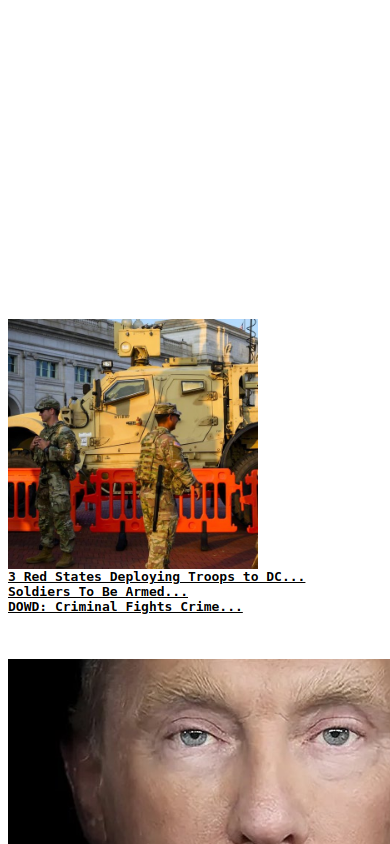 3 Red States Deploying Troops to DC...
Soldiers To Be Armed...
DOWD: Criminal Fights Crime...